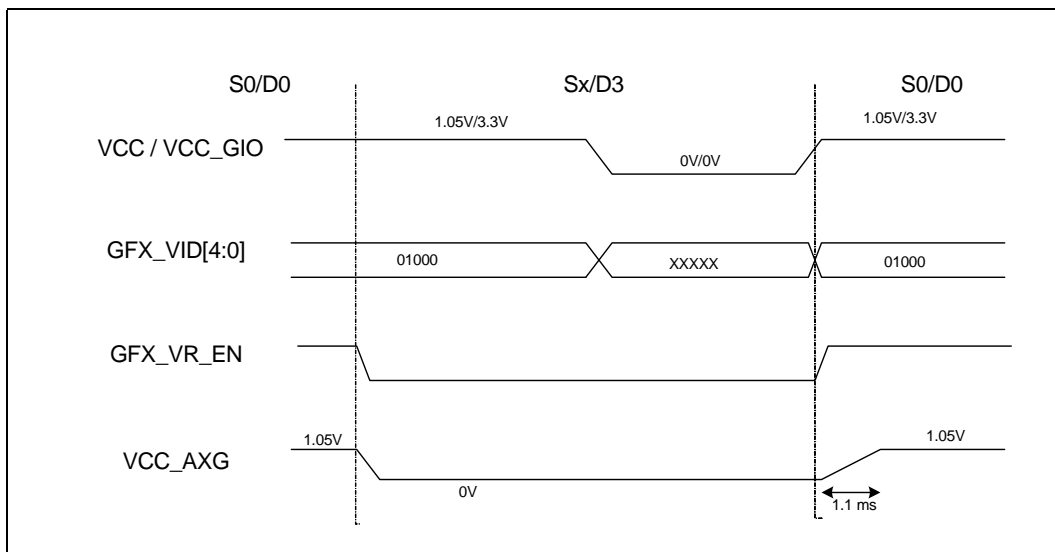 S0/D0 Sx/D3 S0/D0
1.05V/3.3V 1.05V/3.3V
VCC / VCC_GIO
0V/0V
GFX_VID[4:0]
01000 XXXXX 01000
GFX_VR_EN
1.05V 1.05V
VCC_AXG
0V
1.1 ms